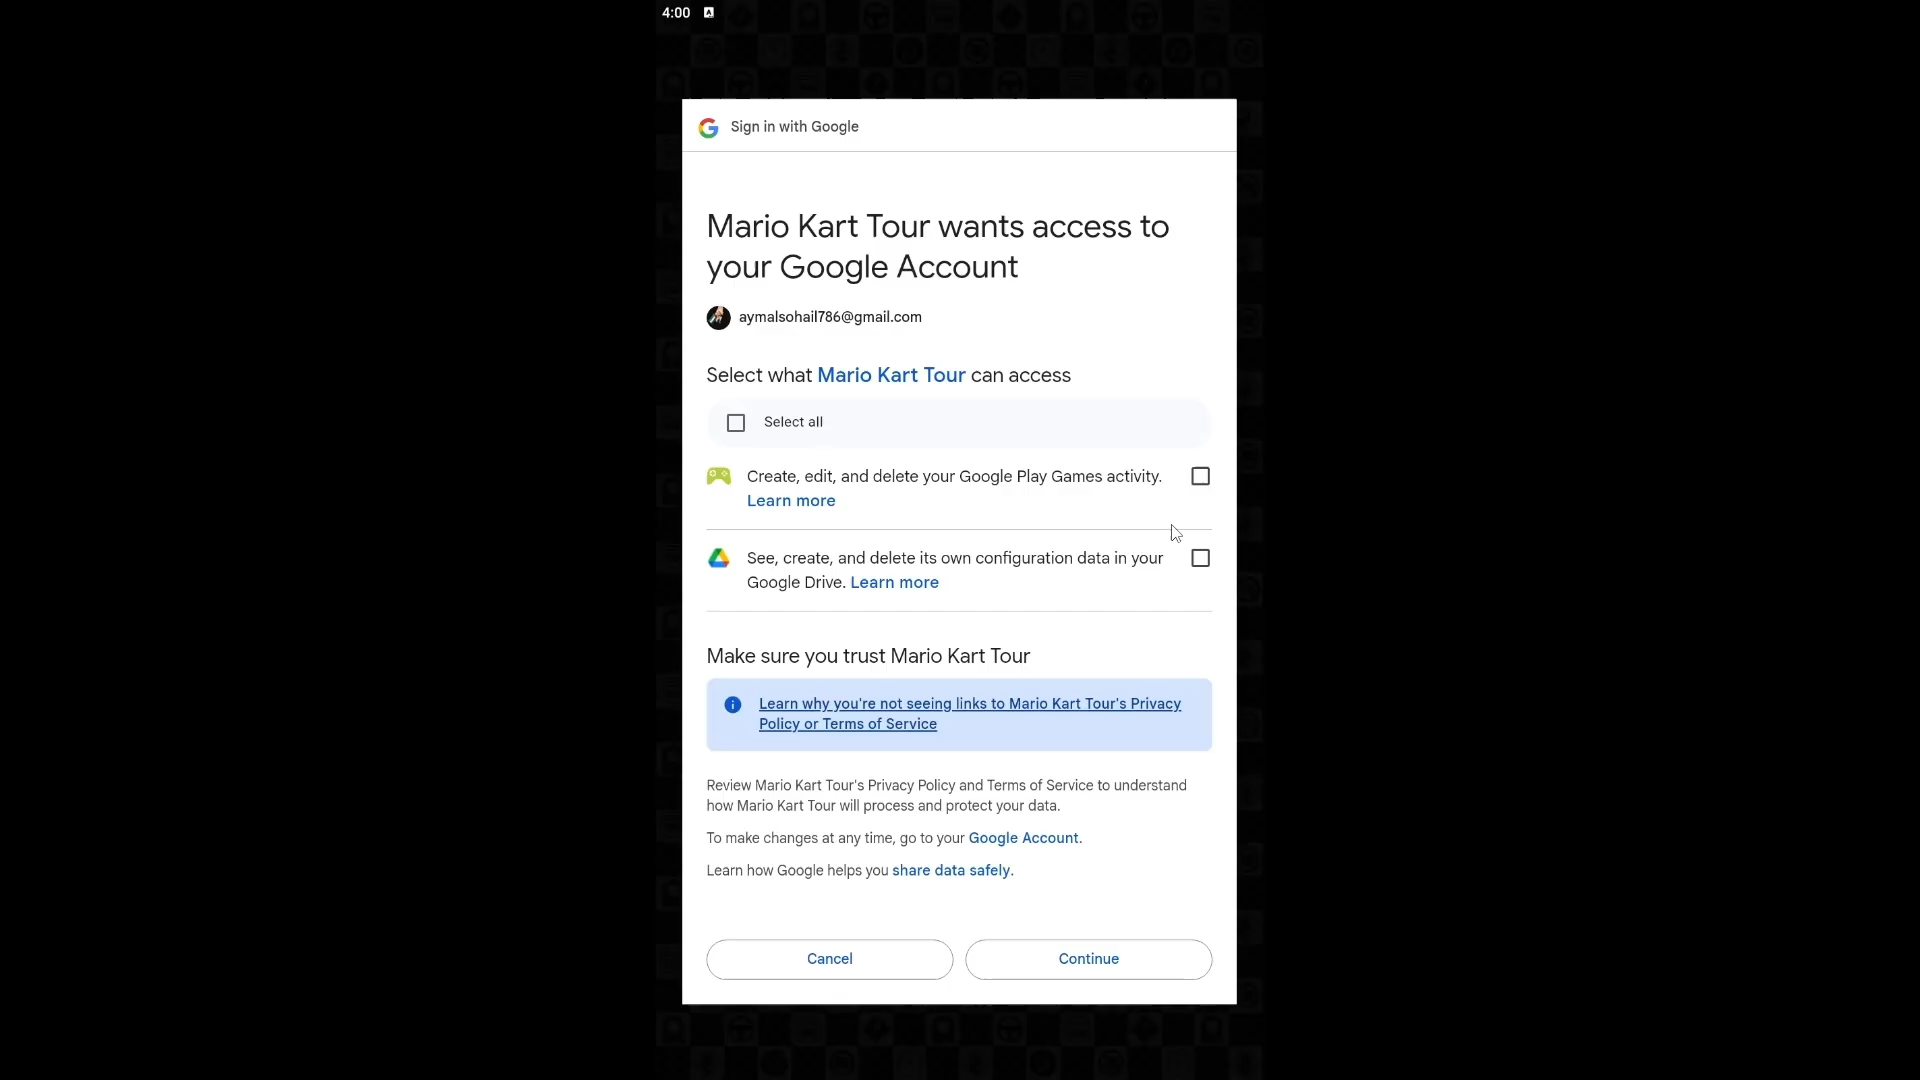 4:00
Sign in with Google
Mario Kart Tour wants access to
your Google Account
aymalsohail786@gmail.com
Select what Mario Kart Tour can access
Select all
Create, edit, and delete your Google Play Games activity.
Learn more
See, create, and delete its own configuration data in your
Google Drive. Learn more
Make sure you trust Mario Kart Tour
Learn why you're not seeing links to Mario Kart Tour's Privacy
Policy or Terms of Service
Review Mario Kart Tour's Privacy Policy and Terms of Service to understand
how Mario Kart Tour will process and protect your data.
To make changes at any time, go to your Google Account.
Learn how Google helps you share data safely.
Cancel
Continue